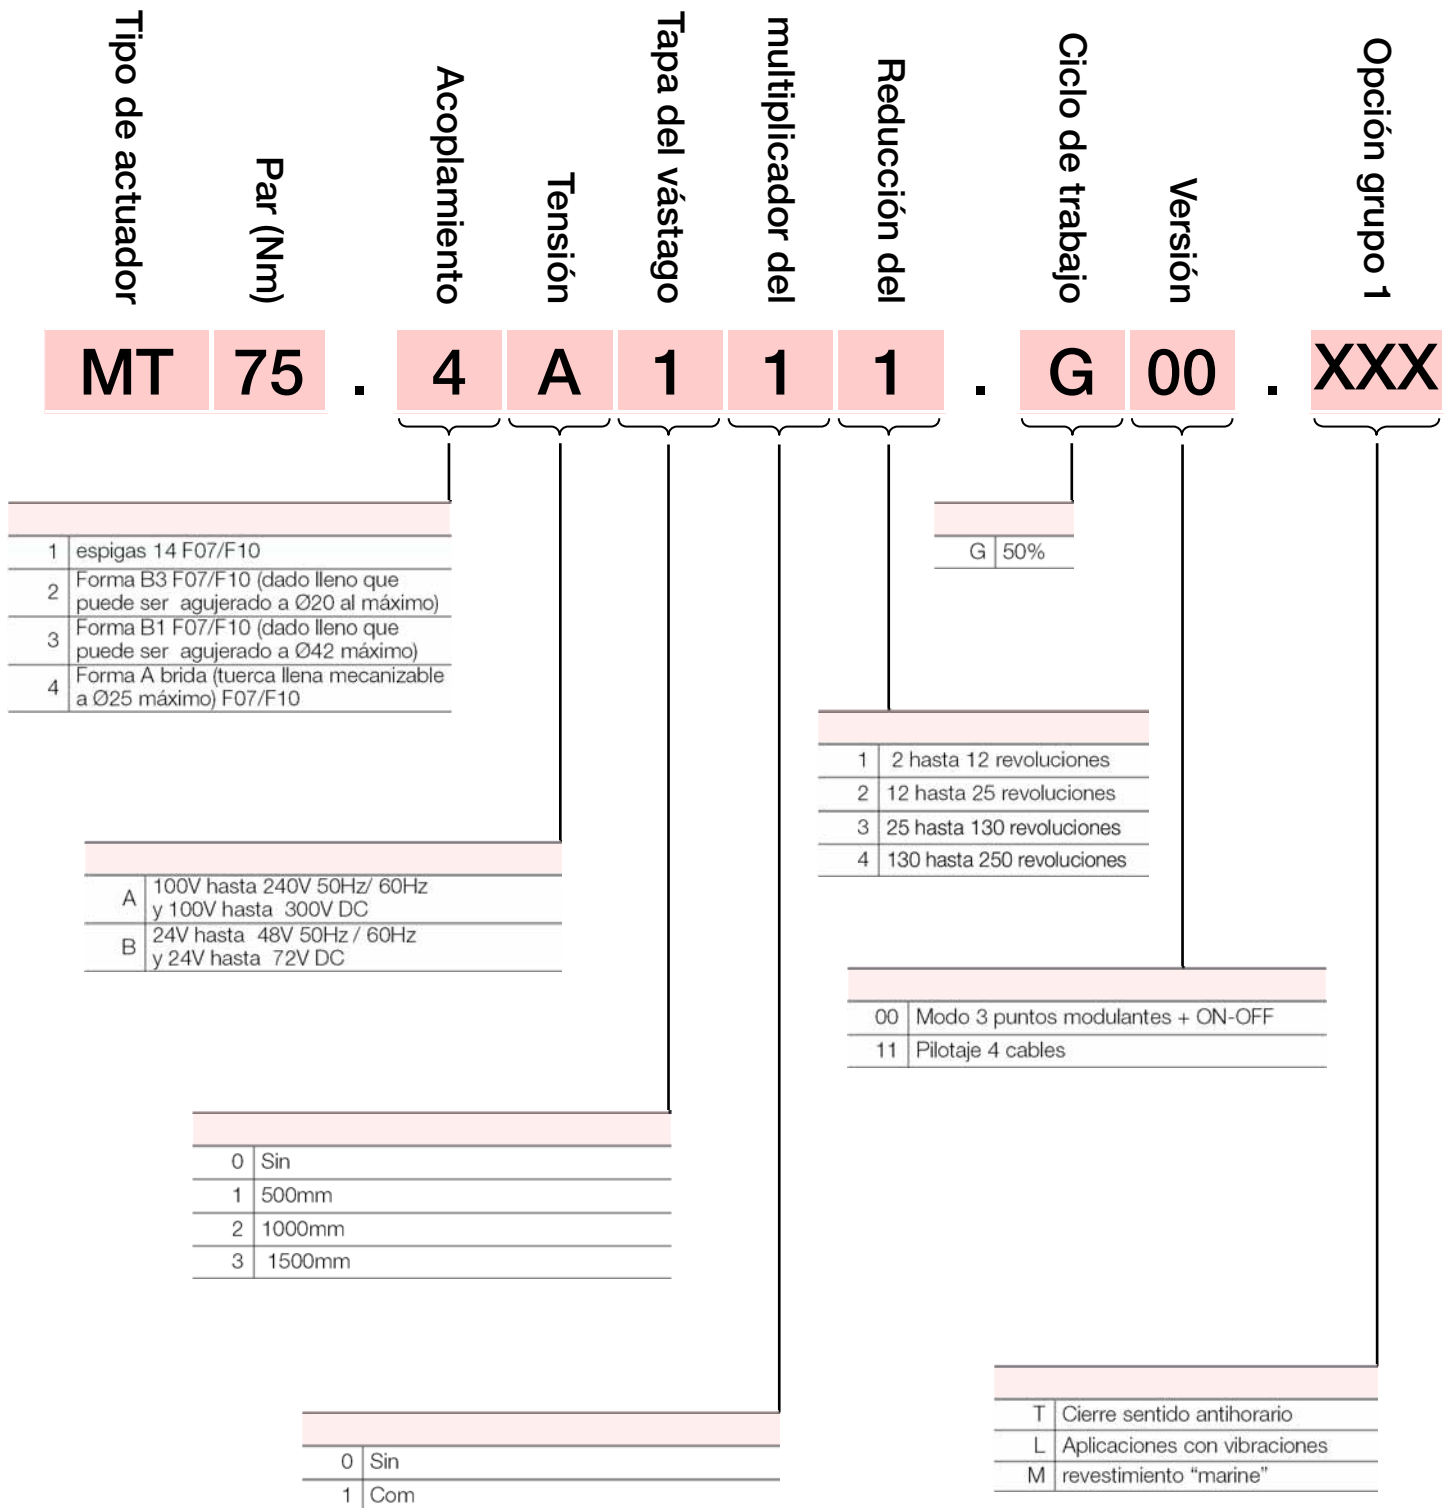 Tipo de actuador
Par (Nm)
Acoplamiento
Tensión
Tapa del vástago
multiplicador del
Reducción del
Ciclo de trabajo
Versión
Opción grupo 1
MT 75 . 4 A 1 1 1 . G 00 . XXX
1 espigas 14 F07/F10
2 Forma B3 F07/F10 (dado lleno que
puede ser agujerado a Ø20 al máximo)
3 Forma B1 F07/F10 (dado lleno que
puede ser agujerado a Ø42 máximo)
4 Forma A brida (tuerca llena mecanizable
a Ø25 máximo) F07/F10
G 50%
1 2 hasta 12 revoluciones
2 12 hasta 25 revoluciones
3 25 hasta 130 revoluciones
4 130 hasta 250 revoluciones
A 100V hasta 240V 50Hz/ 60Hz
y 100V hasta 300V DC
B 24V hasta 48V 50Hz / 60Hz
y 24V hasta 72V DC
00 Modo 3 puntos modulantes + ON-OFF
11 Pilotaje 4 cables
0 Sin
1 500mm
2 1000mm
3 1500mm
T Cierre sentido antihorario
L Aplicaciones con vibraciones
M revestimiento “marine”
0 Sin
1 Com